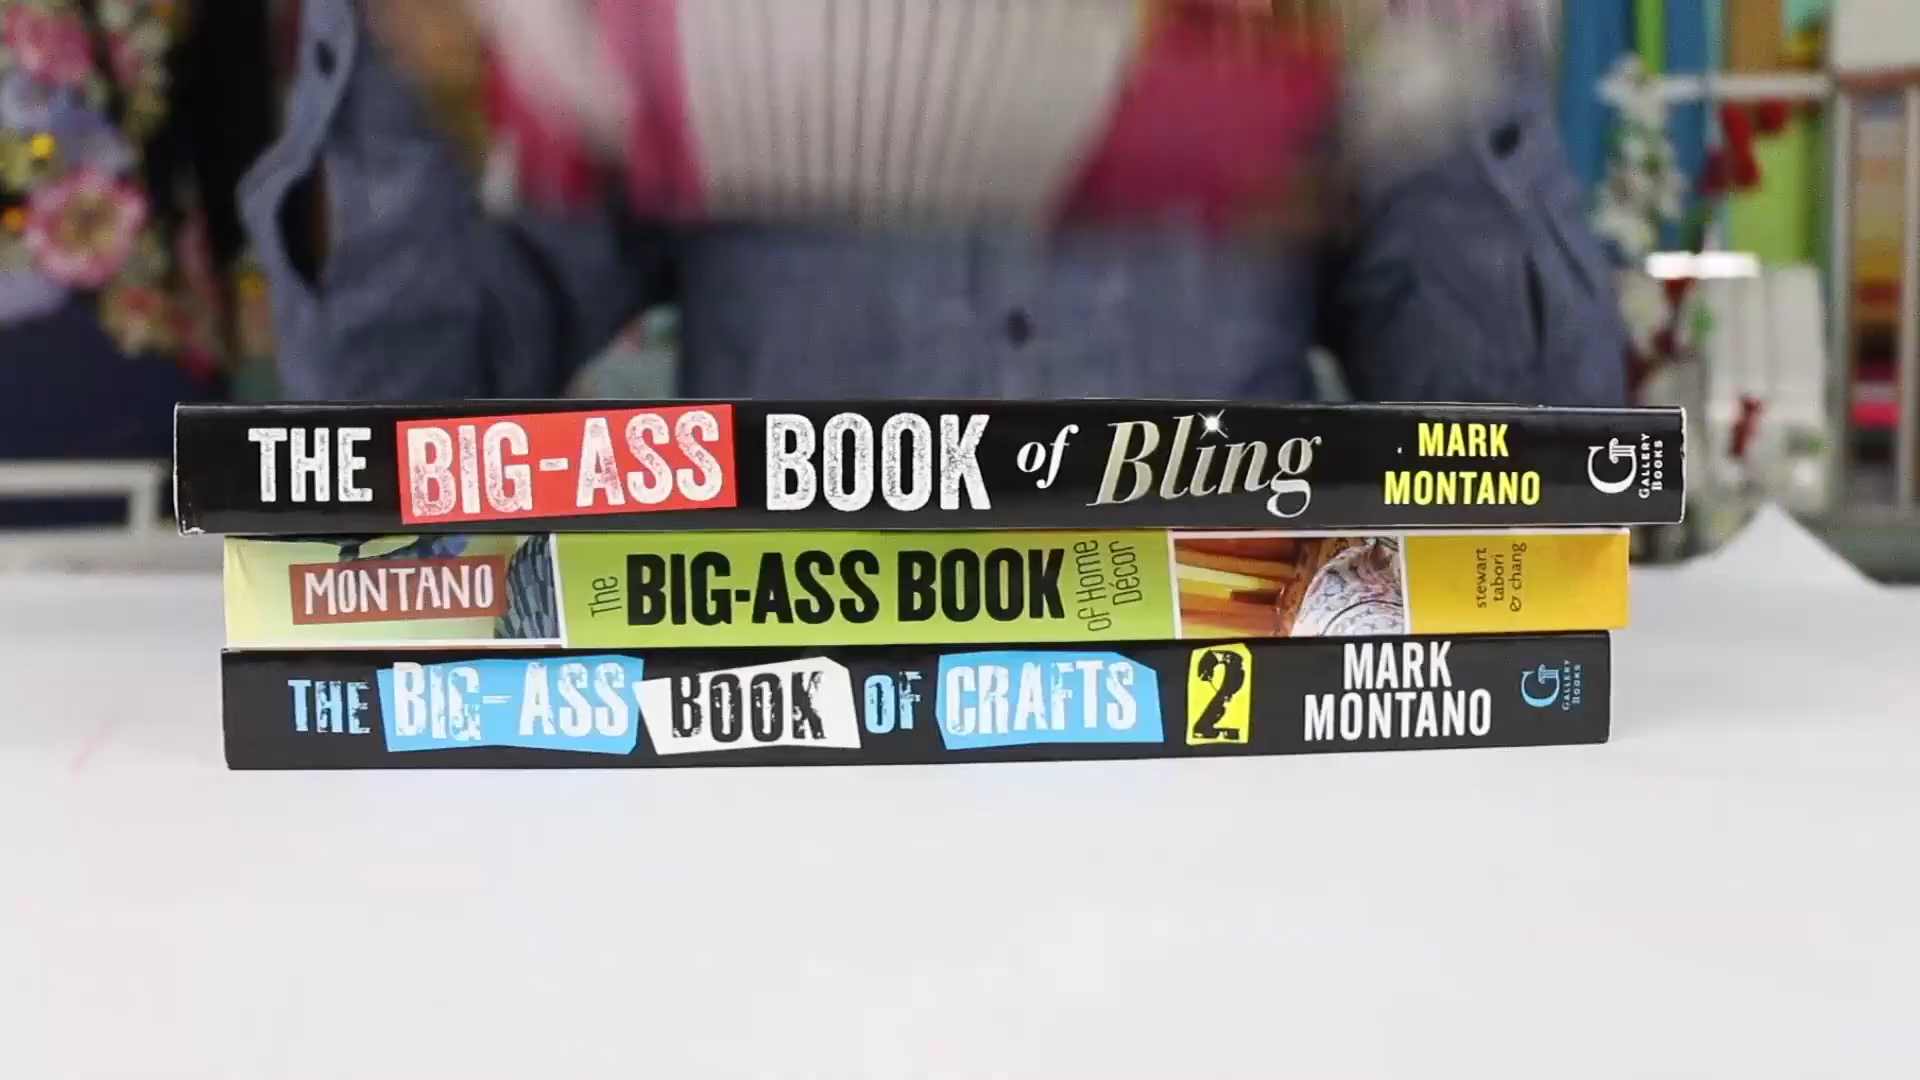 THE BIG-ASS BOOK of Bling MARK MONTANO GALLERY BOOKS
MONTANO The BIG-ASS BOOK of Home Décor stewart tabori & chang
THE BIG-ASS BOOK OF CRAFTS 2 MARK MONTANO GALLERY BOOKS